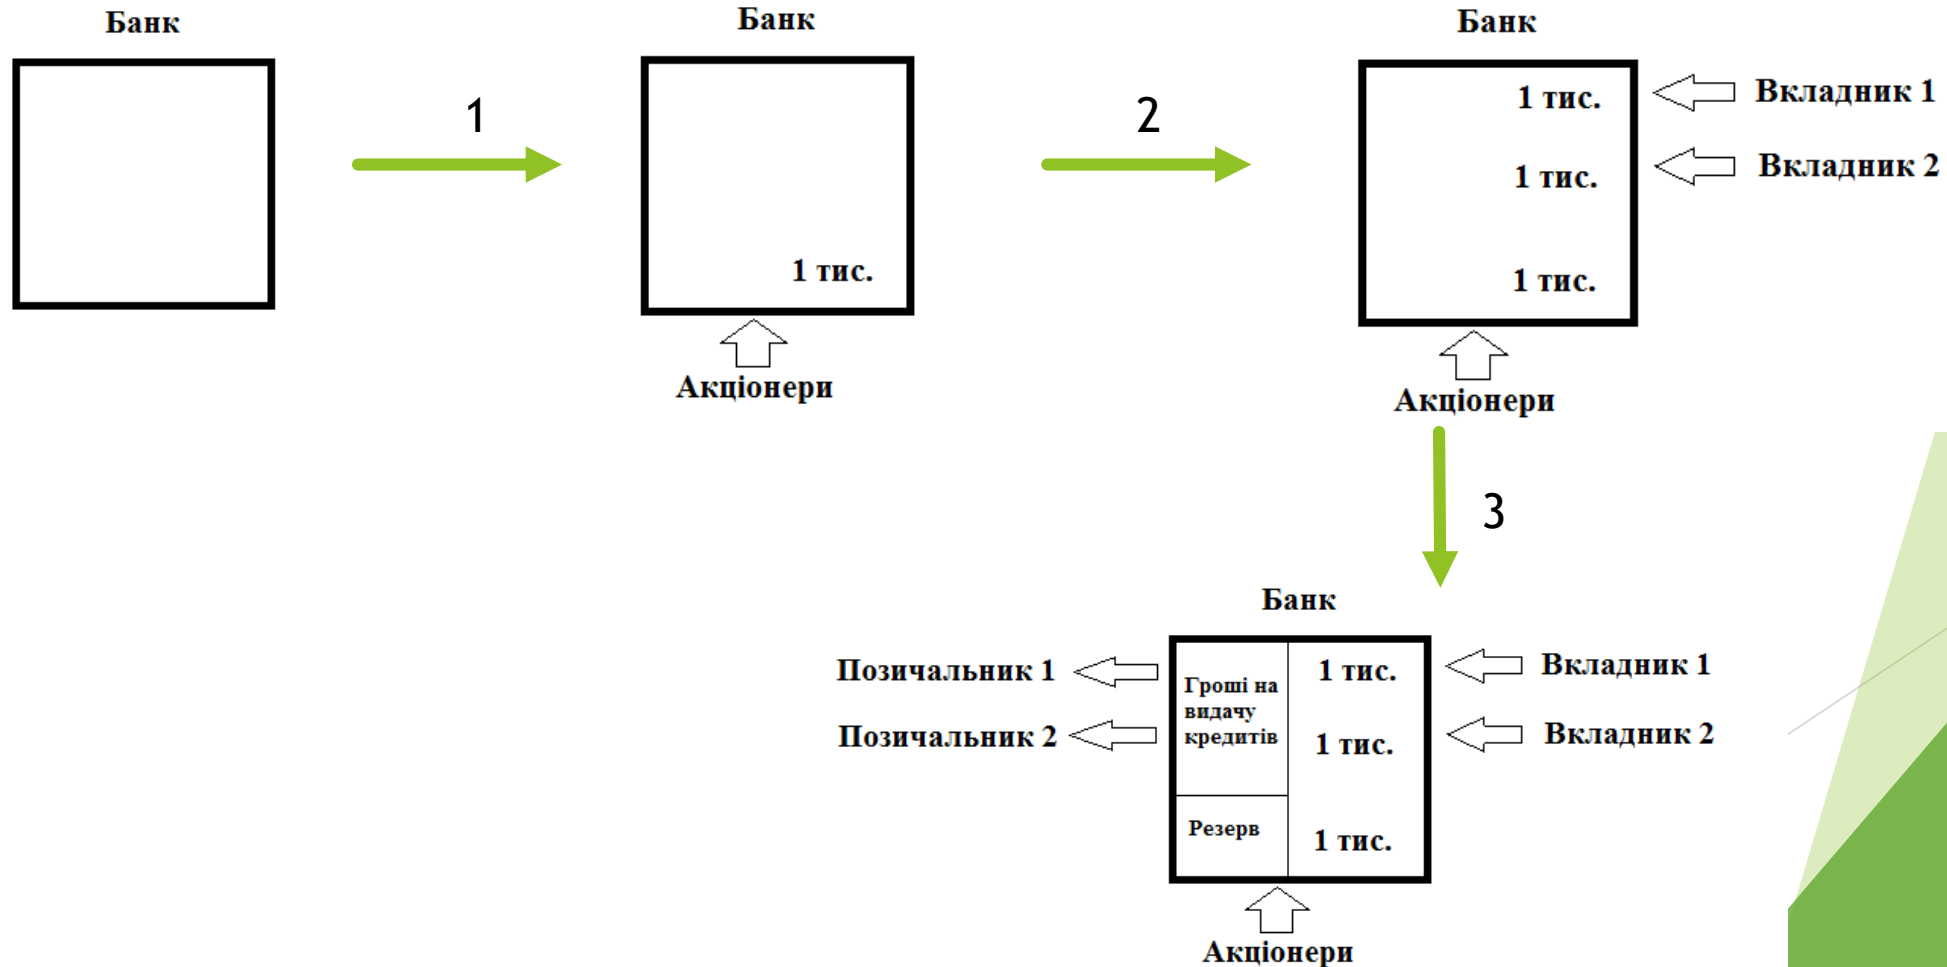 Банк
Банк
Банк
1
2
1 тис.
Вкладник 1
1 тис.
Вкладник 2
1 тис.
1 тис.
Акціонери
Акціонери
3
Банк
Позичальник 1
Гроші на
видачу
кредитів
1 тис.
Вкладник 1
Позичальник 2
1 тис.
Вкладник 2
Резерв
1 тис.
Акціонери